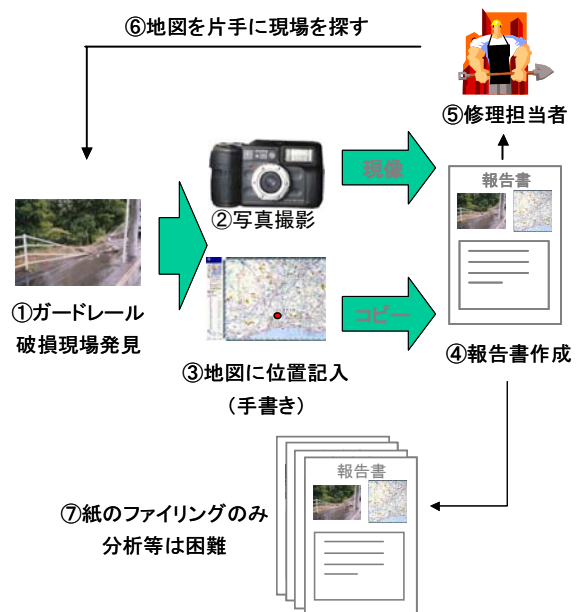 ⑥地図を片手に現場を探す
⑤修理担当者
現像
報告書
②写真撮影
①ガードレール
破損現場発見
コピー
③地図に位置記入
（手書き）
④報告書作成
報告書
⑦紙のファイリングのみ
分析等は困難